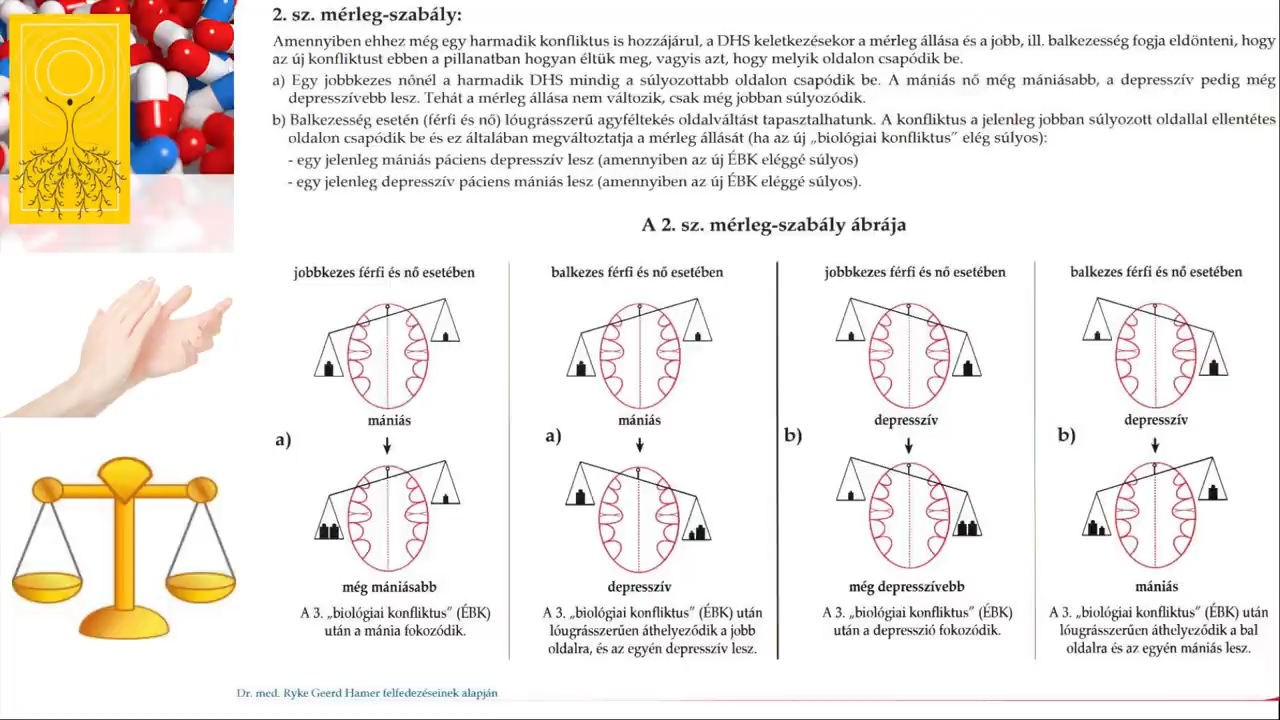 2. sz. mérleg-szabály:
Amennyiben ehhez még egy harmadik konfliktus is hozzájárul, a DHS keletkezésekor a mérleg állása és a jobb, ill. balkezesség fogja eldönteni, hogy
az új konfliktust ebben a pillanatban hogyan éltük meg, vagyis azt, hogy melyik oldalon csapódik be.
a) Egy jobbkezes nőnél a harmadik DHS mindig a súlyozottabb oldalon csapódik be. A mániás nő még mániásabb, a depresszív pedig még
depresszívebb lesz. Tehát a mérleg állása nem változik, csak még jobban súlyozódik.
b) Balkezesség esetén (férfi és nő) lóugrásszerű agyféltekés oldalváltást tapasztalhatunk. A konfliktus a jelenleg jobban súlyozott oldallal ellentétes
oldalon csapódik be és ez általában megváltoztatja a mérleg állását (ha az új „biológiai konfliktus" elég súlyos):
- egy jelenleg mániás páciens depresszív lesz (amennyiben az új ÉBK eléggé súlyos)
- egy jelenleg depresszív páciens mániás lesz (amennyiben az új ÉBK eléggé súlyos).
A 2. sz. mérleg-szabály ábrája
jobbkezes férfi és nő esetében
balkezes férfi és nő esetében
jobbkezes férfi és nő esetében
balkezes férfi és nő esetében
mániás
mániás
depresszív
depresszív
a)
a)
b)
b)
még mániásabb
depresszív
még depresszívebb
mániás
A 3. „biológiai konfliktus" (ÉBK)
után a mánia fokozódik.
A 3. „biológiai konfliktus" (ÉBK) után
lóugrásszerűen áthelyeződik a jobb
oldalra, és az egyén depresszív lesz.
A 3. „biológiai konfliktus" (ÉBK)
után a depresszió fokozódik.
A 3. „biológiai konfliktus" (ÉBK) után
lóugrásszerűen áthelyeződik a bal
oldalra és az egyén mániás lesz.
Dr. med. Ryke Geerd Hamer felfedezéseinek alapján